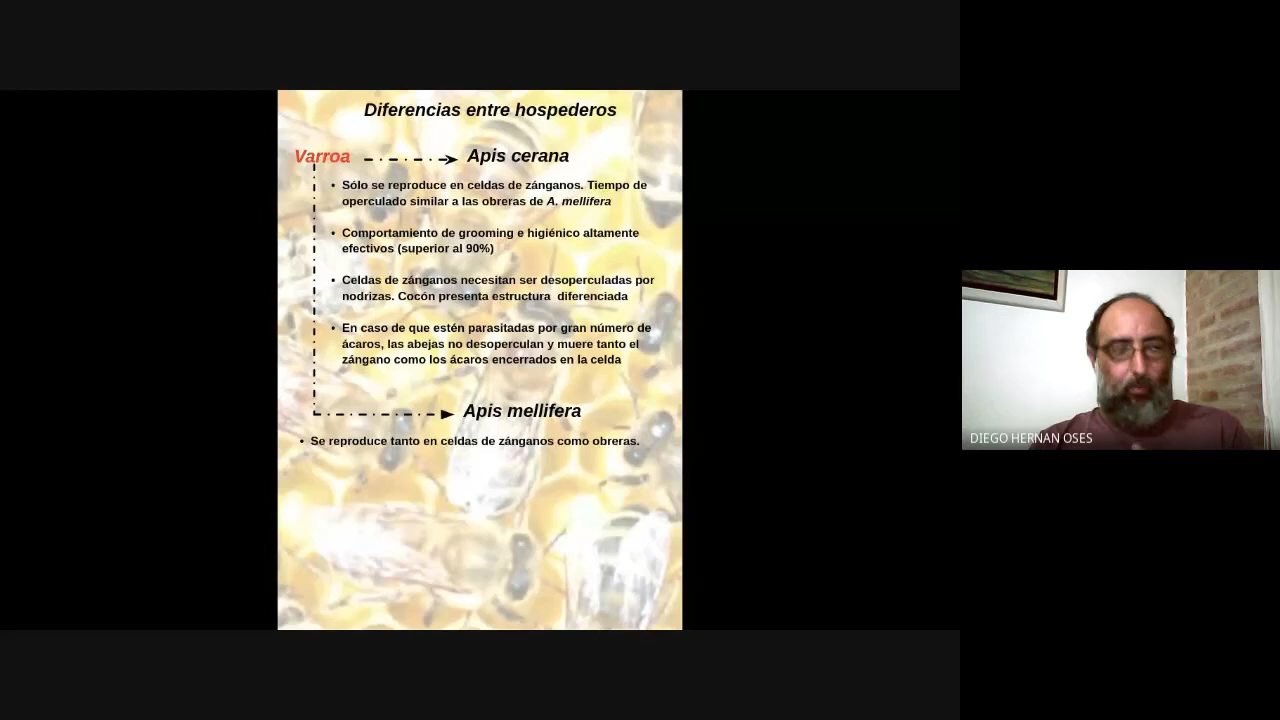 Diferencias entre hospederos
Varroa
Apis cerana
• Sólo se reproduce en celdas de zánganos. Tiempo de
operculado similar a las obreras de A. mellifera
• Comportamiento de grooming e higiénico altamente
efectivos (superior al 90%)
• Celdas de zánganos necesitan ser desoperculadas por
nodrizas. Cocón presenta estructura diferenciada
• En caso de que estén parasitadas por gran número de
ácaros, las abejas no desoperculan y muere tanto el
zángano como los ácaros encerrados en la celda
Apis mellifera
• Se reproduce tanto en celdas de zánganos como obreras.
DIEGO HERNAN OSES